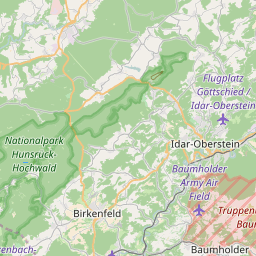 Flugplatz
Göttschied /
Idar-Oberstein
Nationalpark
Hunsrück-
Hochwald
Idar-Oberstein
Baumholder
Army Air
Field
Birkenfeld
Baumholder